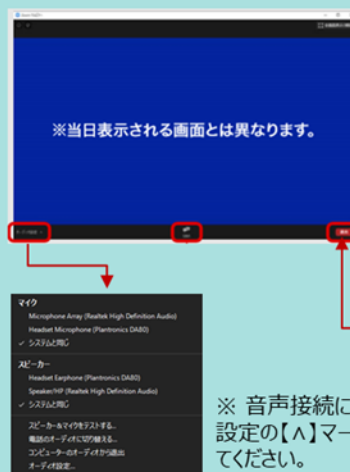 ※当日表示される画面とは異なります。
マイク
Microphone Array (Realtek High Definition Audio)
Headset Microphone (Plantronics DA80)
✓ システムと同じ
スピーカー
Headset Earphone (Plantronics DA80)
Speaker/HP (Realtek High Definition Audio)
✓ システムと同じ
スピーカー&マイクをテストする...
電話のオーディオに切り替える...
コンピューターのオーディオから退出
オーディオ設定...
※ 音声接続に
設定の【∧】マー
てください。